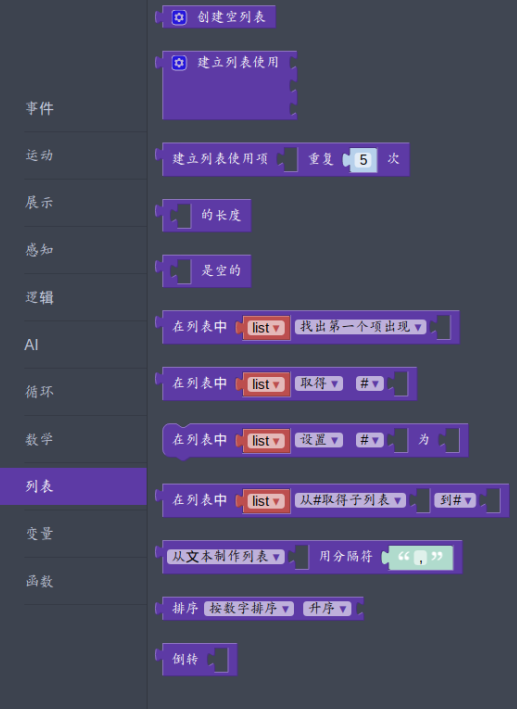 创建空列表
建立列表使用
事件
运动
建立列表使用项 重复 5 次
展示
的长度
感知
是空的
逻辑
在列表中 list▾ 找出第一个项出现▾
AI
在列表中 list▾ 取得▾ #▾
循环
数学
在列表中 list▾ 设置▾ #▾ 为
列表
在列表中 list▾ 从#取得子列表▾ 到#▾
变量
从文本制作列表▾ 用分隔符 “,”
函数
排序 按数字排序▾ 升序▾
倒转